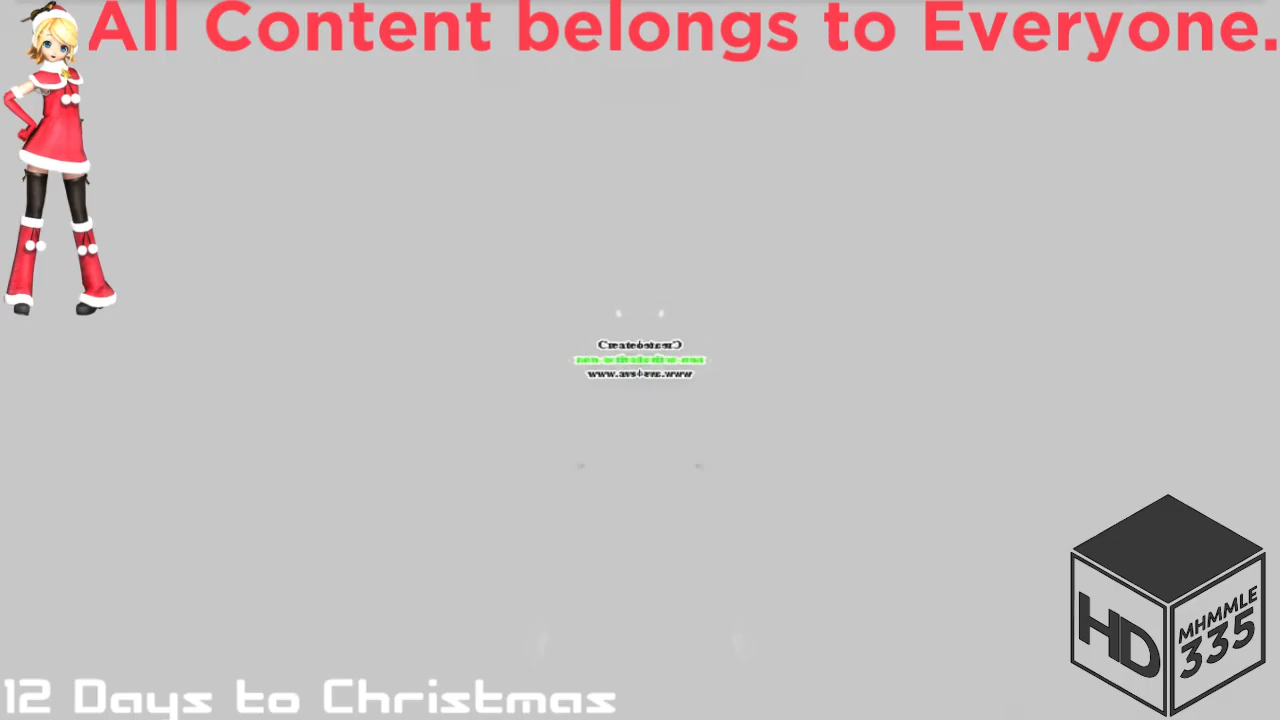 All Content belongs to Everyone.
HD
MHMMLE
335
12 Days to Christmas